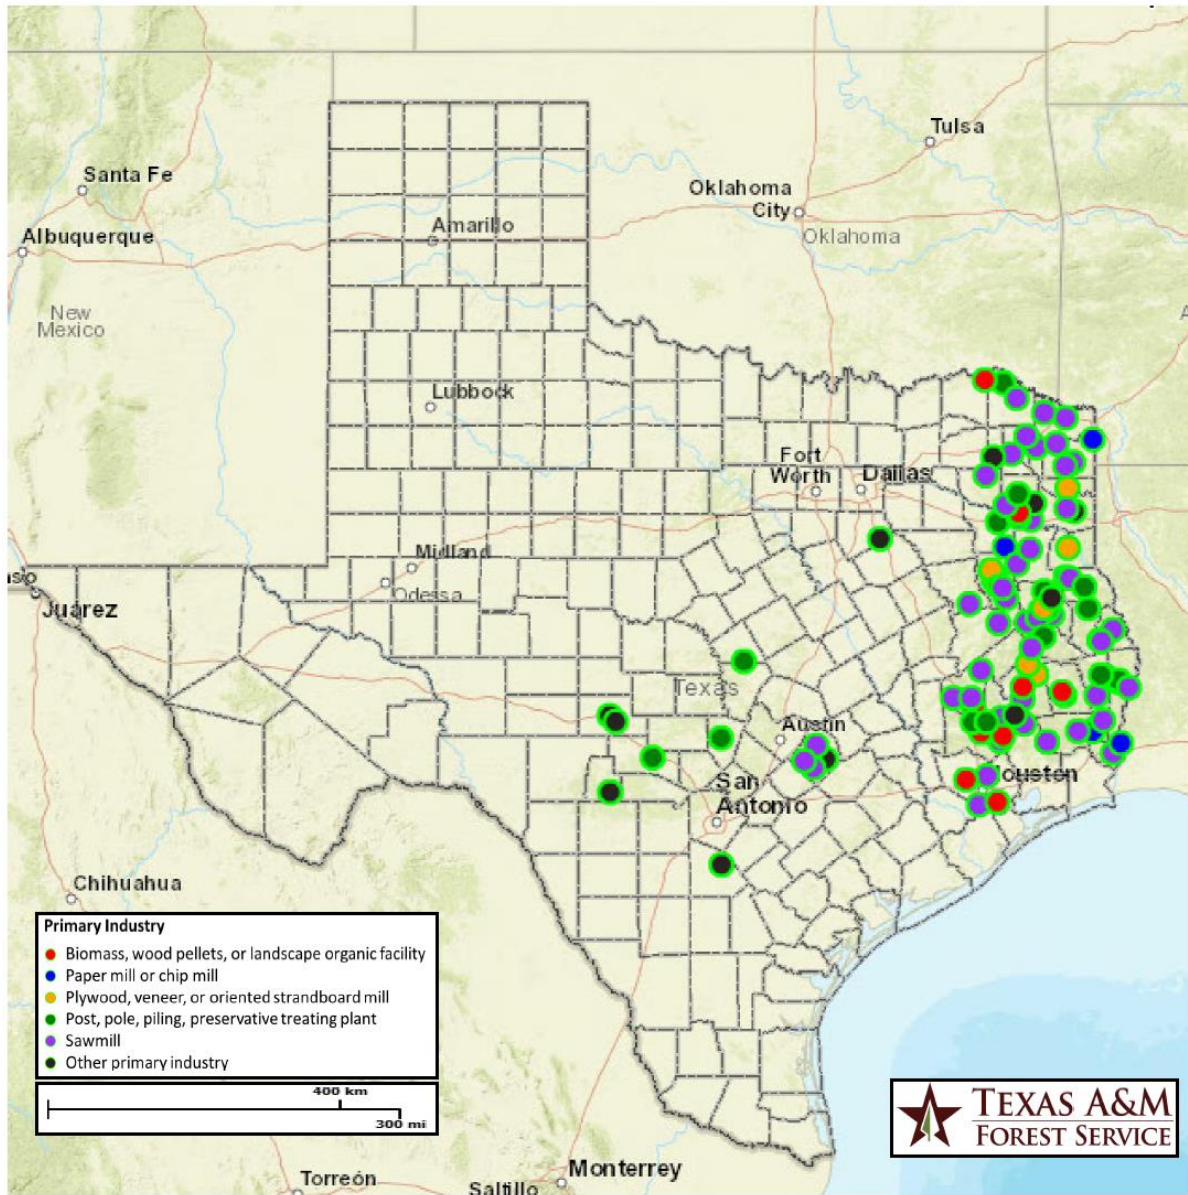 Tulsa
Santa Fe
Oklahoma
City
Amarillo
Albuquerque
Oklahoma
New
Mexico
Lubbock
Fort
Worth
Dallas
Midland
Odessa
Juárez
Texas
Austin
Houston
San
Antonio
Chihuahua
Primary Industry
Biomass, wood pellets, or landscape organic facility
Paper mill or chip mill
Plywood, veneer, or oriented strandboard mill
Post, pole, piling, preservative treating plant
Sawmill
Other primary industry
400 km
300 mi
TEXAS A&M
FOREST SERVICE
Monterrey
Torreón
Saltillo